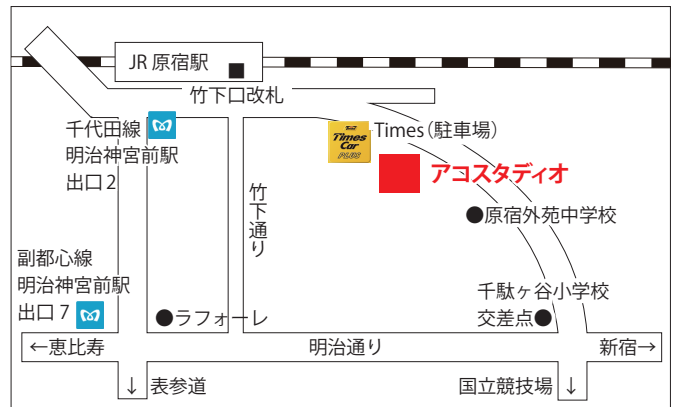 JR 原宿駅
竹下口改札
千代田線
明治神宮前駅
出口2
Times
Car
PLUS
Times（駐車場）
アコスタディオ
竹下通り
●原宿外苑中学校
副都心線
明治神宮前駅
出口7
●ラフォーレ
千駄ヶ谷小学校
交差点●
←恵比寿
明治通り
新宿→
↓ 表参道
国立競技場 ↓